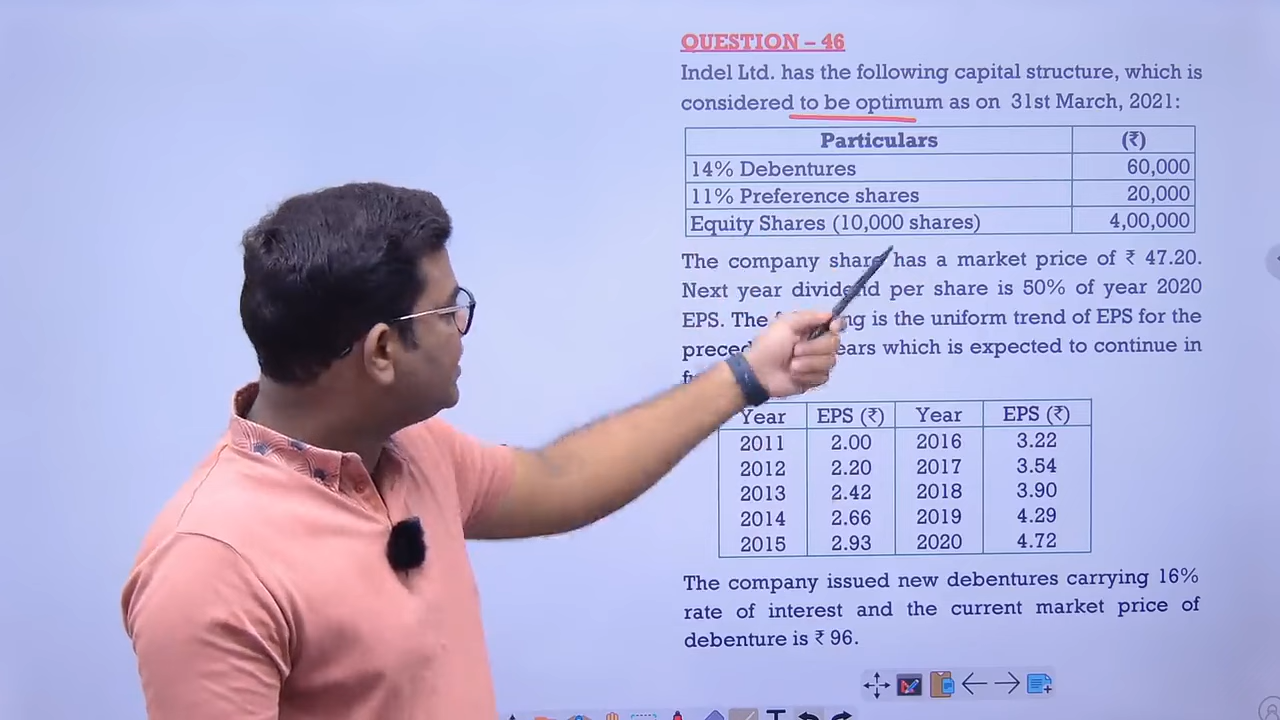 QUESTION – 46
Indel Ltd. has the following capital structure, which is
considered to be optimum as on 31st March, 2021:
Particulars (₹)
14% Debentures 60,000
11% Preference shares 20,000
Equity Shares (10,000 shares) 4,00,000
The company share has a market price of ₹ 47.20.
Next year dividend per share is 50% of year 2020
EPS. The is the uniform trend of EPS for the
which is expected to continue in
Year EPS (₹) Year EPS (₹)
2011 2.00 2016 3.22
2012 2.20 2017 3.54
2013 2.42 2018 3.90
2014 2.66 2019 4.29
2015 2.93 2020 4.72
The company issued new debentures carrying 16%
rate of interest and the current market price of
debenture is ₹ 96.